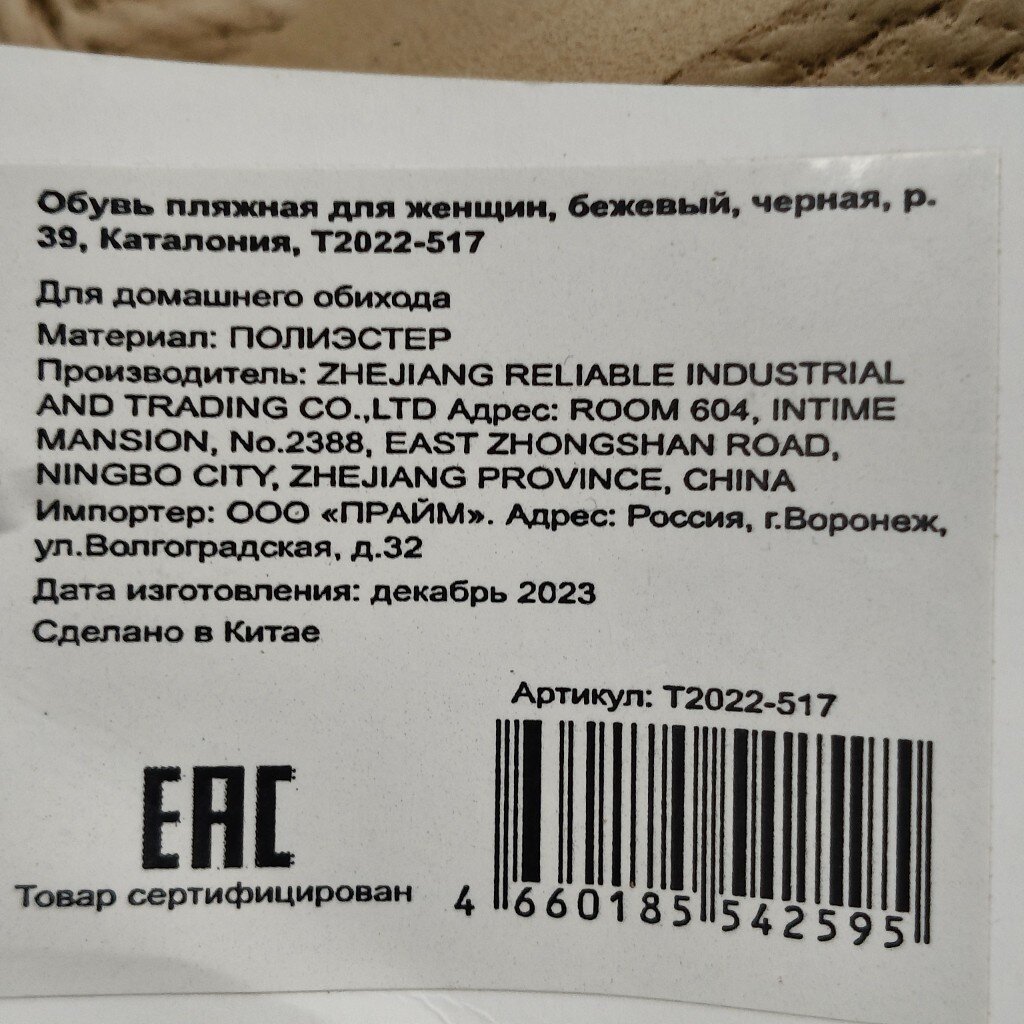 Обувь пляжная для женщин, бежевый, черная, р.
39, Каталония, Т2022-517
Для домашнего обихода
Материал: ПОЛИЭСТЕР
Производитель: ZHEJIANG RELIABLE INDUSTRIAL
AND TRADING CO.,LTD Адрес: ROOM 604, INTIME
MANSION, No.2388, EAST ZHONGSHAN ROAD,
NINGBO CITY, ZHEJIANG PROVINCE, CHINA
Импортер: ООО «ПРАЙМ». Адрес: Россия, г.Воронеж,
ул.Волгоградская, д.32
Дата изготовления: декабрь 2023
Сделано в Китае
Артикул: Т2022-517
ЕАС
Товар сертифицирован
4 660185 542595